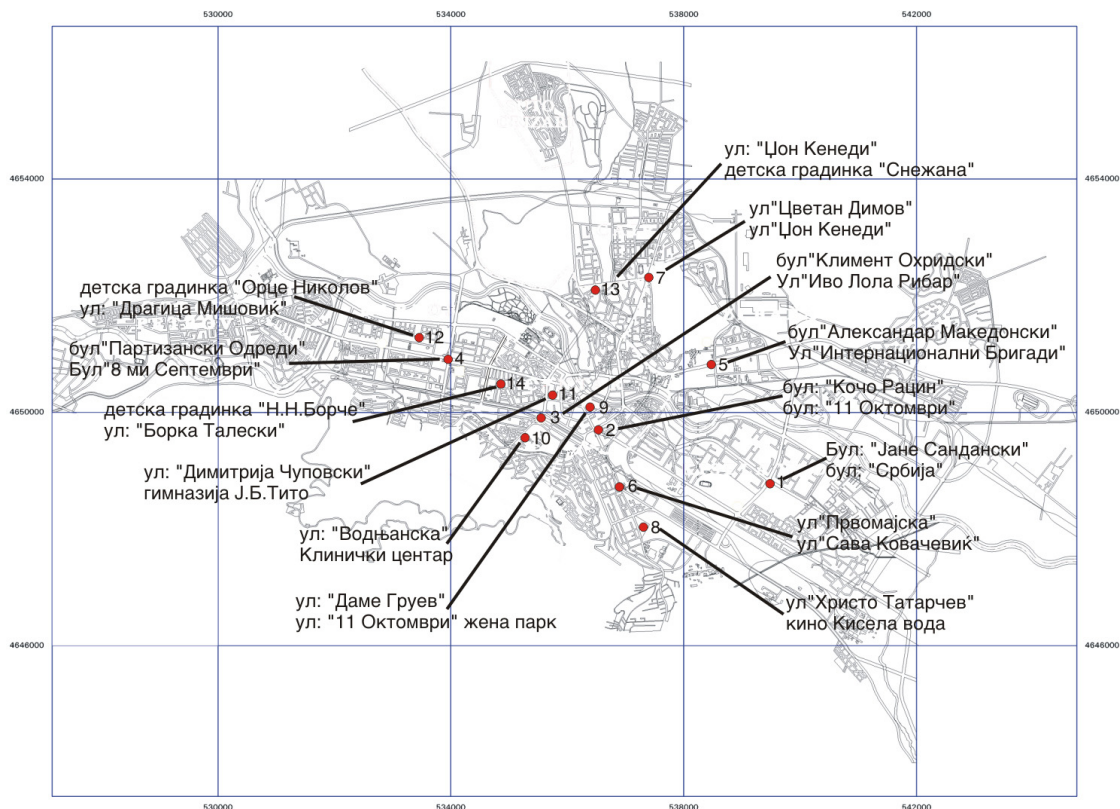 530000
534000
538000
542000
4654000
4654000
ул: "Џон Кенеди"
детска градинка "Снежана"
ул"Цветан Димов"
ул"Џон Кенеди"
бул"Климент Охридски"
Ул"Иво Лола Рибар"
детска градинка "Орце Николов"
ул: "Драгица Мишовиќ"
13
7
12
бул"Партизански Одреди"
Бул"8 ми Септември"
4
бул"Александар Македонски"
Ул"Интернационални Бригади"
5
14
11
бул: "Кочо Рацин"
бул: "11 Октомври"
детска градинка "Н.Н.Борче"
ул: "Борка Талески"
4650000
4650000
9
3
2
10
Бул: "Јане Сандански"
бул: "Србија"
ул: "Димитрија Чуповски"
гимназија Ј.Б.Тито
1
6
ул"Првомајска"
ул"Сава Ковачевиќ"
8
ул: "Водњанска"
Клинички центар
ул: "Даме Груев"
ул: "11 Октомври" жена парк
ул"Христо Татарчев"
кино Кисела вода
4646000
4646000
530000
534000
538000
542000